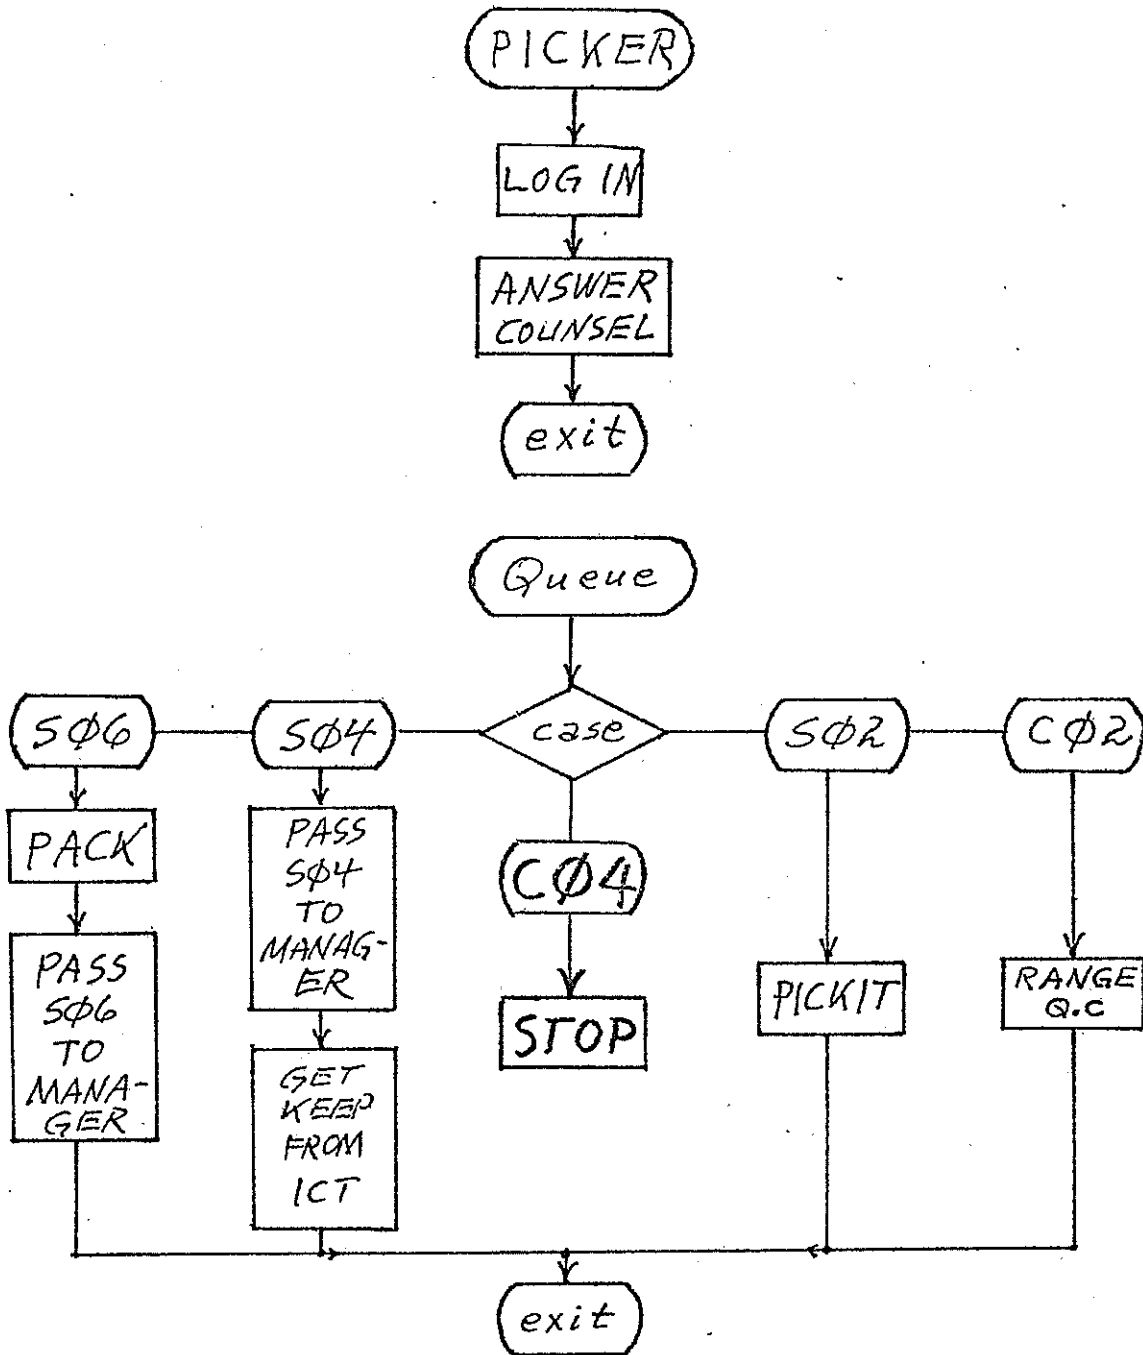 PICKER
LOG IN
ANSWER
COUNSEL
exit
Queue
case
SØ6
SØ4
SØ2
CØ2
PACK
PASS
SØ6
TO
MANA-
GER
PASS
SØ4
TO
MANAG-
ER
GET
KEEP
FROM
ICT
CØ4
STOP
PICKIT
RANGE
Q.C
exit